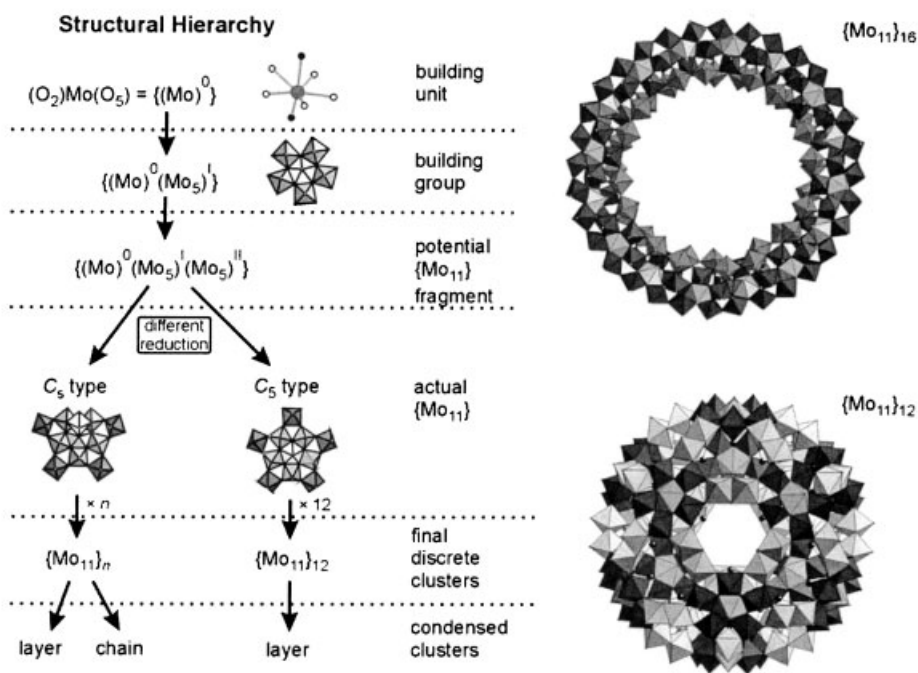 Structural Hierarchy
(O₂)Mo(O₅) = {(Mo)⁰}
building
unit
{(Mo)⁰(Mo₅)ᴵ}
building
group
{(Mo)⁰(Mo₅)ᴵ(Mo₅)ᴵᴵ}
potential
{Mo₁₁}
fragment
different
reduction
Cₛ type
C₅ type
actual
{Mo₁₁}
× n
× 12
{Mo₁₁}ₙ
{Mo₁₁}₁₂
final
discrete
clusters
layer
chain
layer
condensed
clusters
{Mo₁₁}₁₆
{Mo₁₁}₁₂